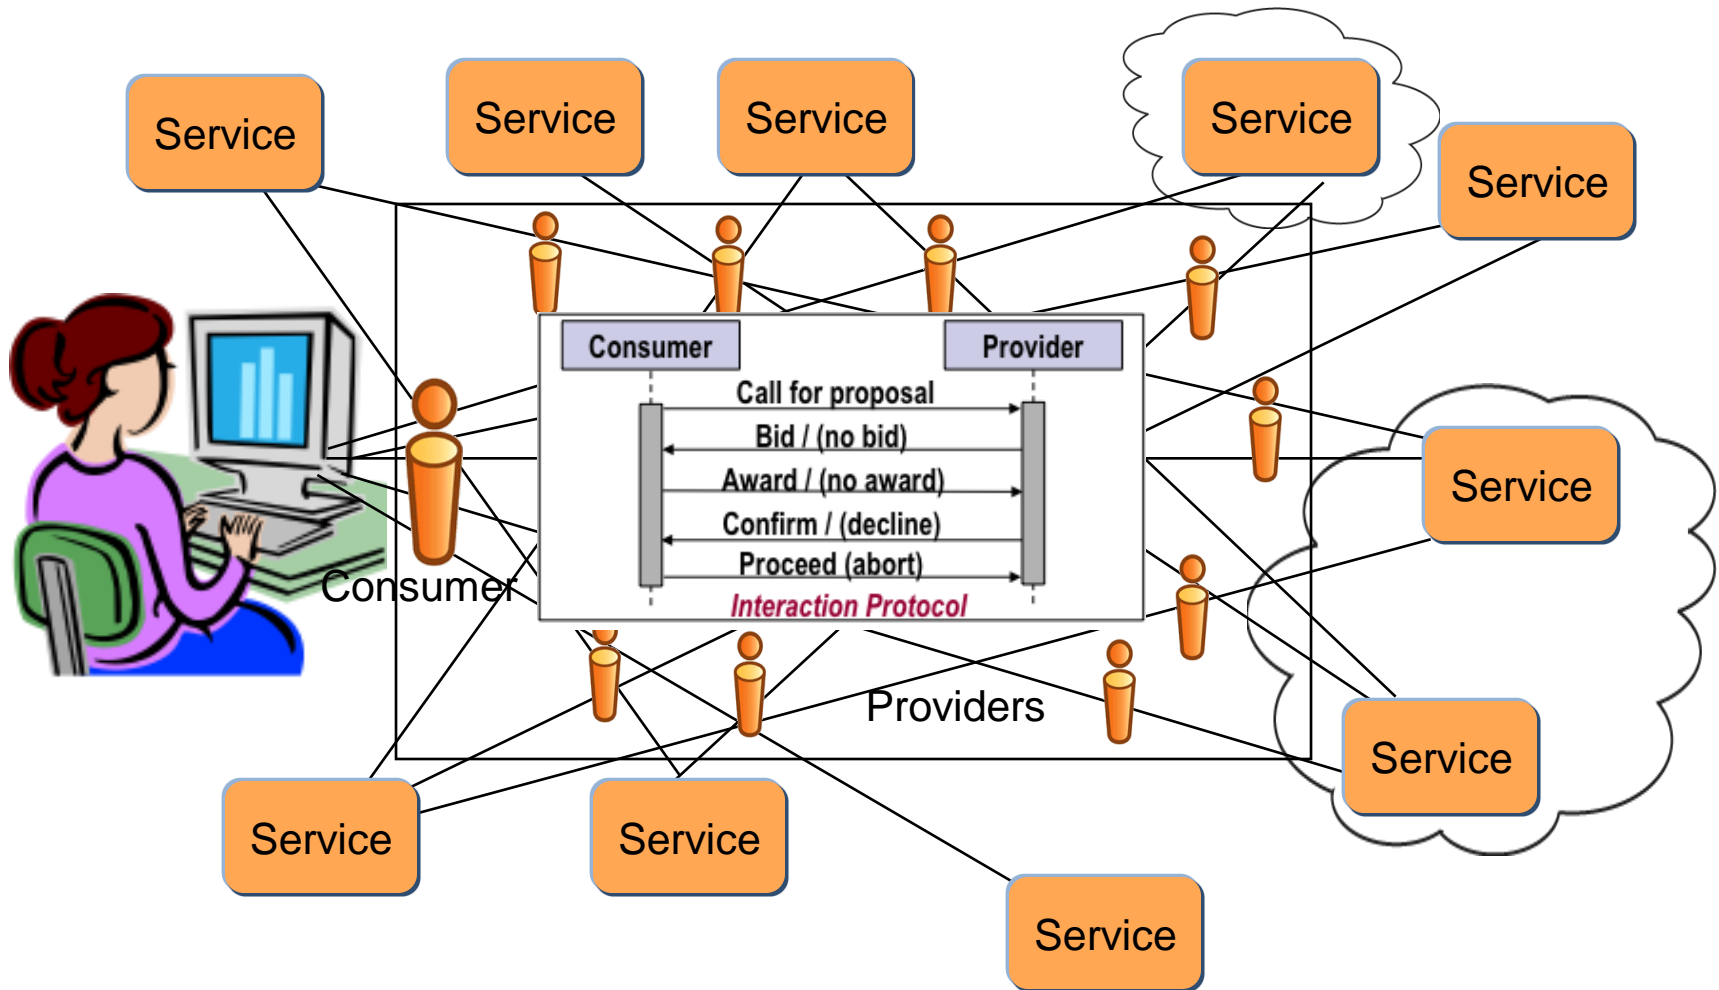 Service
Service
Service
Service
Service
Consumer
Provider
Call for proposal
Bid / (no bid)
Award / (no award)
Confirm / (decline)
Proceed (abort)
Interaction Protocol
Consumer
Service
Providers
Service
Service
Service
Service